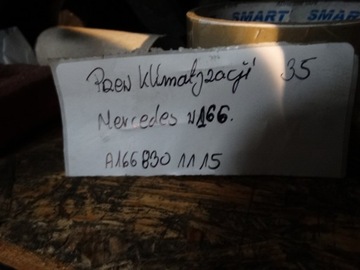 SMART SMART
Przew Klimatyzacji 35
Mercedes W166.
A166 830 11 15